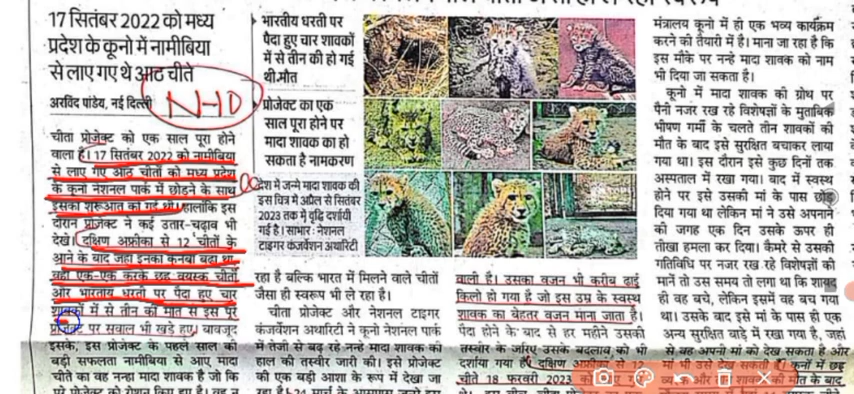 17 सितंबर 2022 को मध्य
प्रदेश के कूनो में नामीबिया
से लाए गए थे आठ चीते
अरविंद पांडेय, नई दिल्ली
NHD
चीता प्रोजेक्ट को एक साल पूरा होने
वाला है। 17 सितंबर 2022 को नामीबिया
से लाए गए आठ चीतों को मध्य प्रदेश
के कूनो नेशनल पार्क में छोड़ने के साथ
इसका शुरुआत की गई थी। हालांकि इस
दौरान प्रोजेक्ट ने कई उतार-चढ़ाव भी
देखे। दक्षिण अफ्रीका से 12 चीतों के
आने के बाद जहां इनका कुनबा बढ़ा था,
वहीं एक-एक करके छह वयस्क चीतों
और भारतीय धरती पर पैदा हुए चार
शावकों में से तीन की मौत से इस पूरे
प्रोजेक्ट पर सवाल भी खड़े हुए। बावजूद
इसके, इस प्रोजेक्ट के पहले साल की
बड़ी सफलता नामीबिया से आए मादा
चीते का वह नन्हा मादा शावक है जो कि
भारतीय धरती पर
पैदा हुए चार शावकों
में से तीन की हो गई
थी मौत
प्रोजेक्ट का एक
साल पूरा होने पर
मादा शावक का हो
सकता है नामकरण
देश में जन्मे मादा शावक की
इस चित्र में अप्रैल से सितंबर
2023 तक में वृद्धि दर्शायी
गई है। साभार: नेशनल
टाइगर कंजर्वेशन अथारिटी
रहा है बल्कि भारत में मिलने वाले चीतों
जैसा ही स्वरूप भी ले रहा है।
चीता प्रोजेक्ट और नेशनल टाइगर
कंजर्वेशन अथॉरिटी ने कूनो नेशनल पार्क
में तेजी से बढ़ रहे नन्हे मादा शावक की
हाल की तस्वीर जारी की। इसे प्रोजेक्ट
की एक बड़ी आशा के रूप में देखा जा
वाली है। उसका वजन भी करीब ढाई
किलो हो गया है जो इस उम्र के स्वस्थ
शावक का बेहतर वजन माना जाता है।
पैदा होने के बाद से हर महीने उसकी
तस्वीर के जरिए उसके बदलाव को भी
दर्शाया गया है। दक्षिण अफ्रीका से 12
चीते 18 फरवरी 2023 को
मंत्रालय कूनो में ही एक भव्य कार्यक्रम
करने की तैयारी में है। माना जा रहा है कि
इस मौके पर नन्हे मादा शावक को नाम
भी दिया जा सकता है।
कूनो में मादा शावक की ग्रोथ पर
पैनी नजर रख रहे विशेषज्ञों के मुताबिक
भीषण गर्मी के चलते तीन शावकों की
मौत के बाद इसे सुरक्षित बचाकर लाया
गया था। इस दौरान इसे कुछ दिनों तक
अस्पताल में रखा गया। बाद में स्वस्थ
होने पर इसे उसकी मां के पास छोड़
दिया गया था लेकिन मां ने उसे अपनाने
की जगह एक दिन उसके ऊपर ही
तीखा हमला कर दिया। कैमरे से उसकी
गतिविधि पर नजर रख रहे विशेषज्ञों की
मानें तो उस समय तो लगा था कि शायद
ही वह बचे, लेकिन इसमें वह बच गया
था। उसके बाद इसे मां के पास ही एक
अन्य सुरक्षित बाड़े में रखा गया है, जहां
से वह अपनी मां को देख सकता है और
मां भी उसे देख सकती है। कूनो में छह
शावकों की मौत के बाद